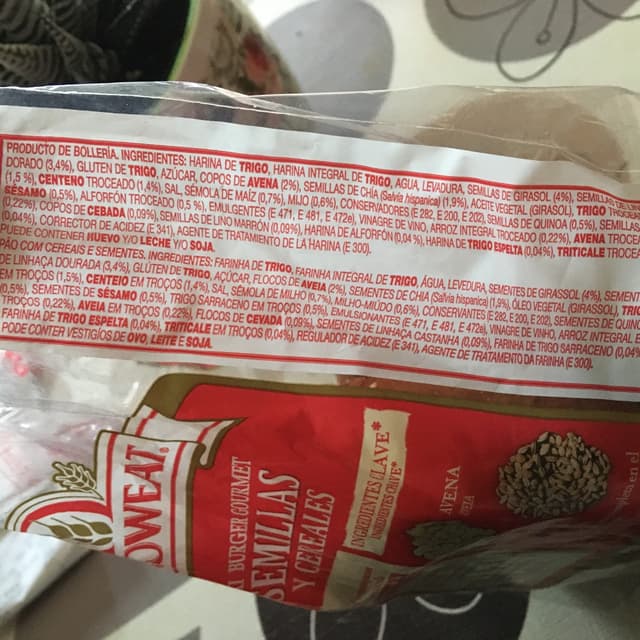 PRODUCTO DE BOLLERÍA. INGREDIENTES: HARINA DE TRIGO, HARINA INTEGRAL DE TRIGO, AGUA, LEVADURA, SEMILLAS DE GIRASOL (4%), SEMILLAS DE
DORADO (3,4%), GLUTEN DE TRIGO, AZÚCAR, COPOS DE AVENA (2%), SEMILLAS DE CHÍA (Salvia hispanica) (1,9%), ACEITE VEGETAL (GIRASOL), TRIGO
(1,5 %), CENTENO TROCEADO (1,4%), SAL, SÉMOLA DE MAÍZ (0,7%), MIJO (0,6%), CONSERVADORES (E 282, E 200, E 202), SEMILLAS DE QUINOA (0,5%), SEMILLAS
SÉSAMO (0,5%), ALFORFÓN TROCEADO (0,5 %), EMULGENTES (E 471, E 481, E 472e), VINAGRE DE VINO, ARROZ INTEGRAL TROCEADO (0,22%), AVENA
(0,22%), COPOS DE CEBADA (0,09%), SEMILLAS DE LINO MARRÓN (0,09%), HARINA DE ALFORFÓN (0,04 %), HARINA DE TRIGO ESPELTA (0,04%), TRITICALE
(0,04%), CORRECTOR DE ACIDEZ (E 341), AGENTE DE TRATAMIENTO DE LA HARINA (E 300).
PUEDE CONTENER HUEVO Y/O LECHE Y/O SOJA.
PÃO COM CEREAIS E SEMENTES. INGREDIENTES: FARINHA DE TRIGO, FARINHA INTEGRAL DE TRIGO, ÁGUA, LEVEDURA, SEMENTES DE GIRASSOL (4%),
DE LINHAÇA DOURADA (3,4%), GLÚTEN DE TRIGO, AÇÚCAR, FLOCOS DE AVEIA (2%), SEMENTES DE CHIA (Salvia hispanica) (1,9%), ÓLEO VEGETAL (GIRASSOL),
EM TROÇOS (1,5%), CENTEIO EM TROÇOS (1,4%), SAL, SÉMOLA DE MILHO (0,7%), MILHO-MIÚDO (0,6%), CONSERVANTES (E 282, E 200, E 202), SEMENTES DE QUINOA
(0,5%), SEMENTES DE SÉSAMO (0,5%), TRIGO SARRACENO EM TROÇOS (0,5%), EMULSIONANTES (E 471, E 481, E 472e), VINAGRE DE VINHO, ARROZ INTEGRAL
TROÇOS (0,22%), AVEIA EM TROÇOS (0,22%), FLOCOS DE CEVADA (0,09%), SEMENTES DE LINHAÇA CASTANHA (0,09%), FARINHA DE TRIGO SARRACENO
FARINHA DE TRIGO ESPELTA (0,04%), TRITICALE EM TROÇOS (0,04%), REGULADOR DE ACIDEZ (E 341), AGENTE DE TRATAMENTO DA FARINHA (E 300).
PODE CONTER VESTÍGIOS DE OVO, LEITE E SOJA.
OWEAT
BURGER GOURMET
SEMILLAS
Y CEREALES
INGREDIENTES CLAVE*
INGREDIENTES CHAVE*
AVENA
AVEIA